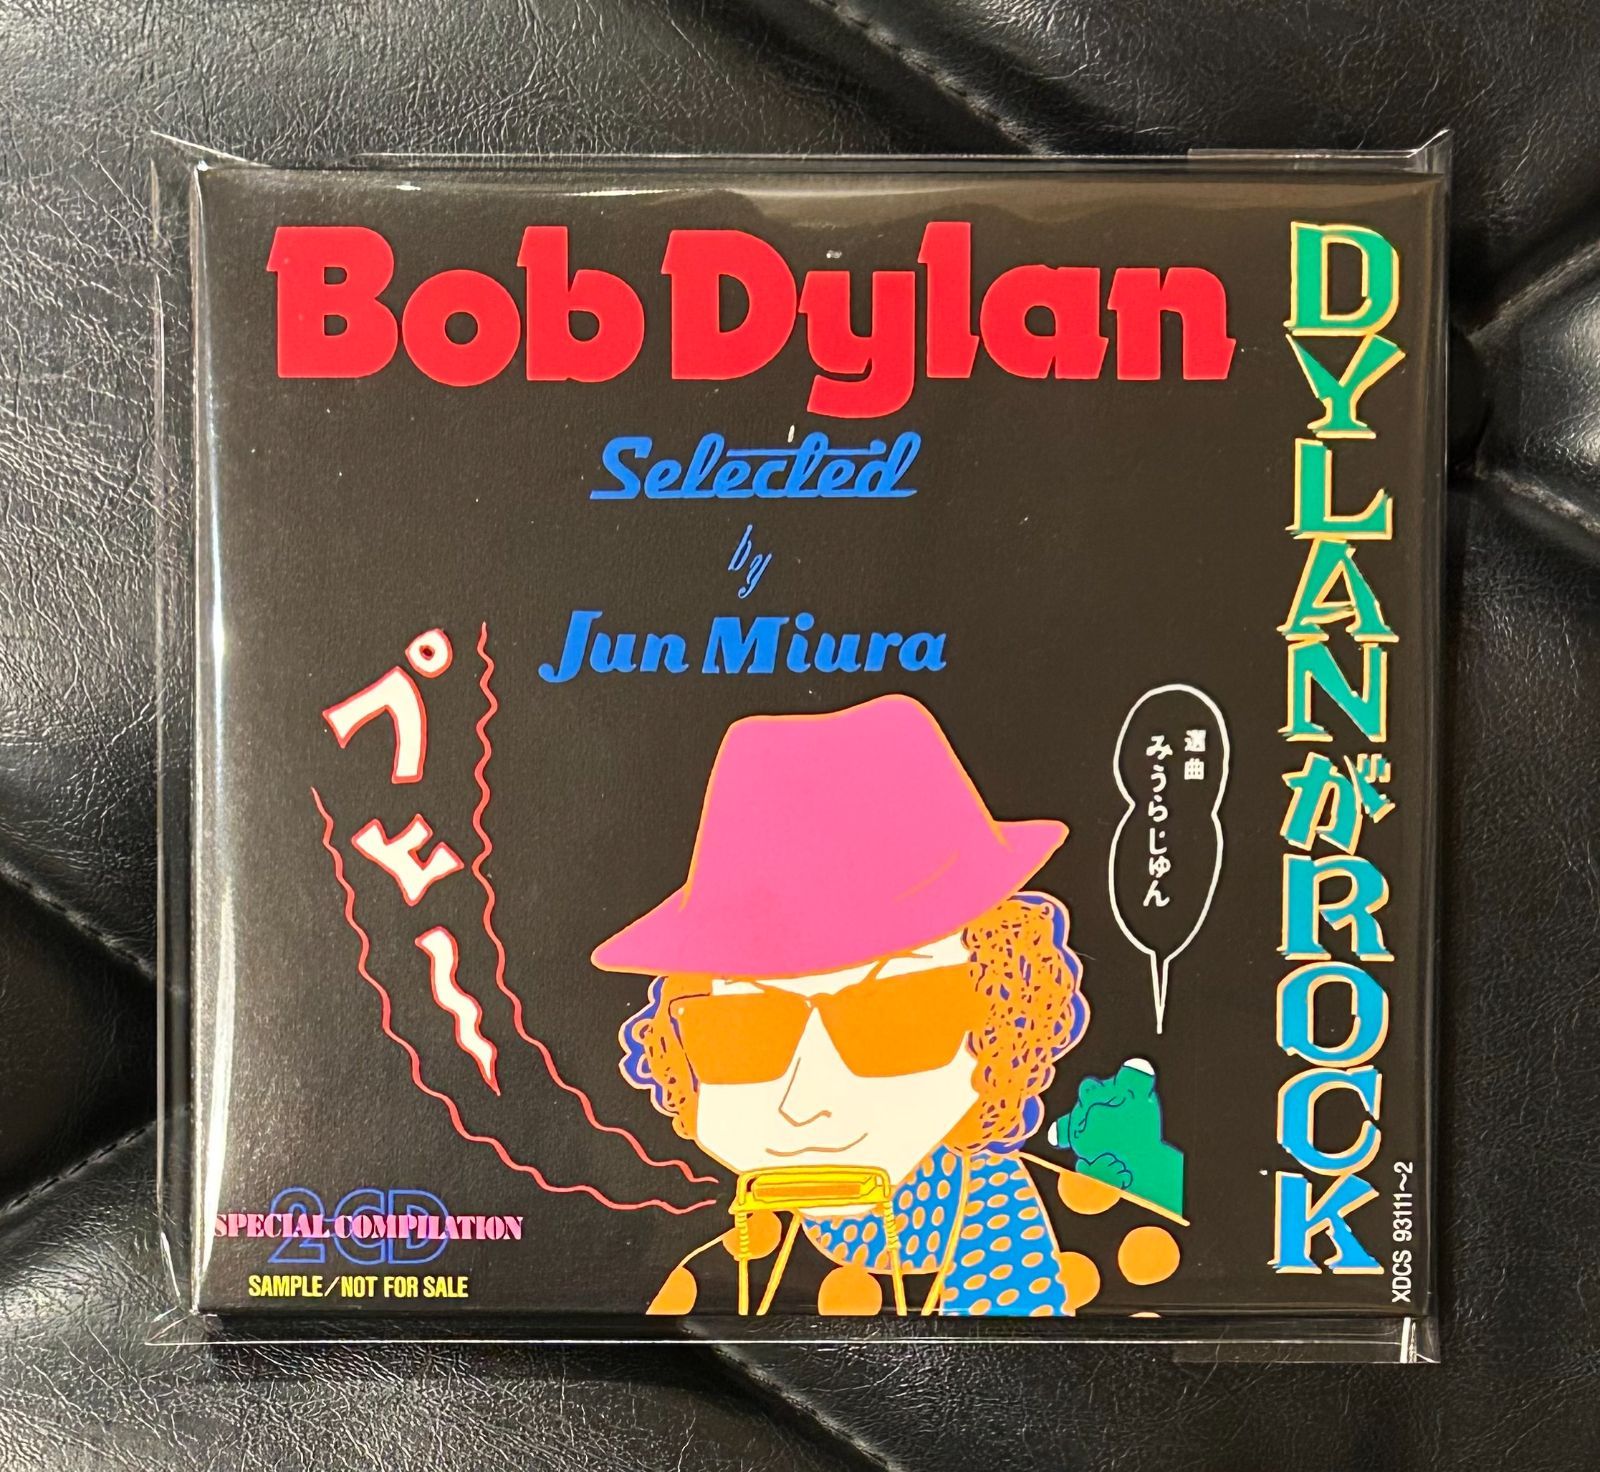 Bob Dylan
Selected
by
Jun Miura
DYLANがROCK
プヒー
選曲
みうらじゅん
2CD
SPECIAL COMPILATION
SAMPLE/NOT FOR SALE
XDCS 93111~2